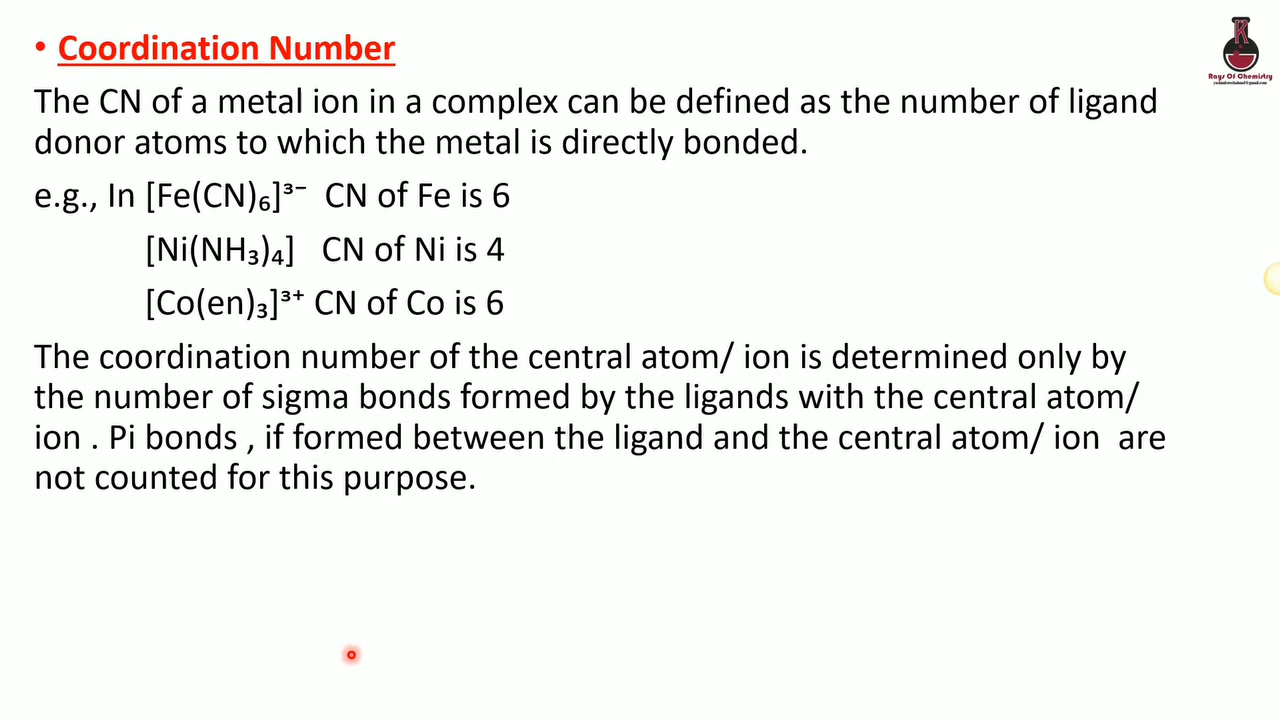 • Coordination Number
The CN of a metal ion in a complex can be defined as the number of ligand
donor atoms to which the metal is directly bonded.
e.g., In [Fe(CN)₆]³⁻ CN of Fe is 6
[Ni(NH₃)₄] CN of Ni is 4
[Co(en)₃]³⁺ CN of Co is 6
The coordination number of the central atom/ ion is determined only by
the number of sigma bonds formed by the ligands with the central atom/
ion . Pi bonds , if formed between the ligand and the central atom/ ion are
not counted for this purpose.
K
Rays Of Chemistry